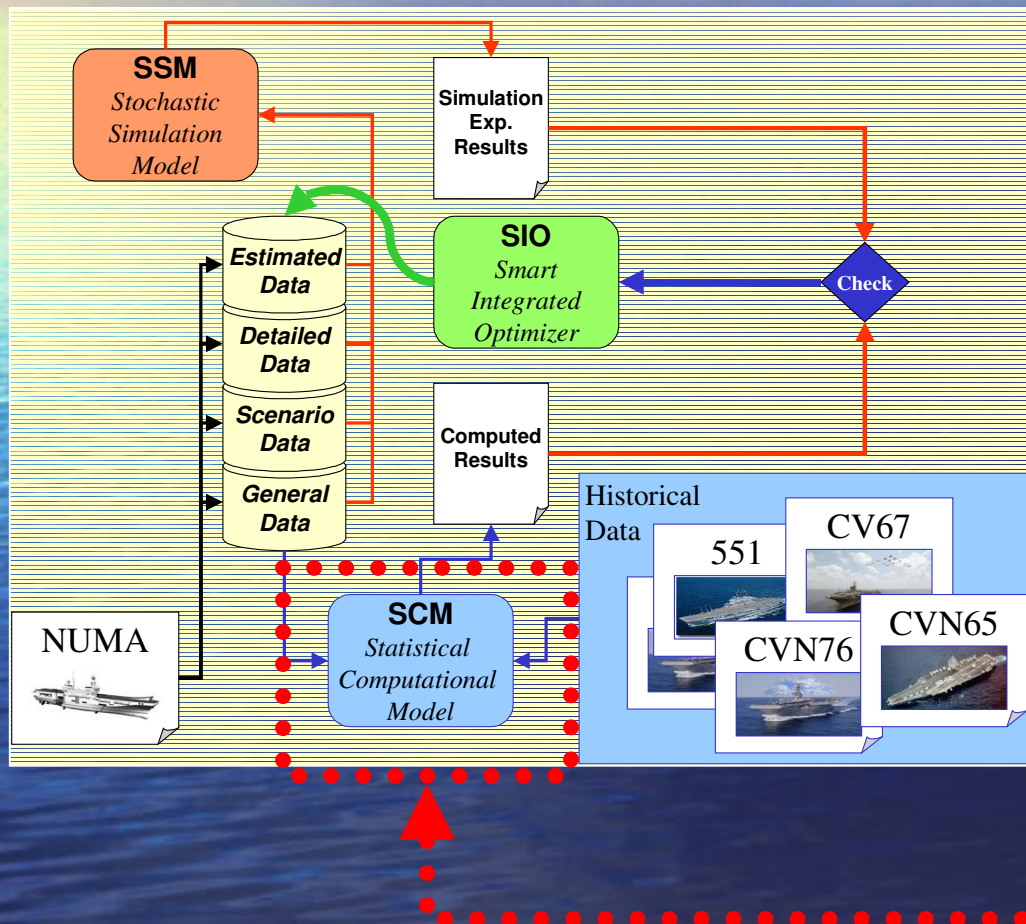 SSM
Stochastic
Simulation
Model
Simulation
Exp.
Results
Estimated
Data
SIO
Smart
Integrated
Optimizer
Check
Detailed
Data
Scenario
Data
Computed
Results
General
Data
Historical
Data
551
CV67
NUMA
SCM
Statistical
Computational
Model
CVN76
CVN65